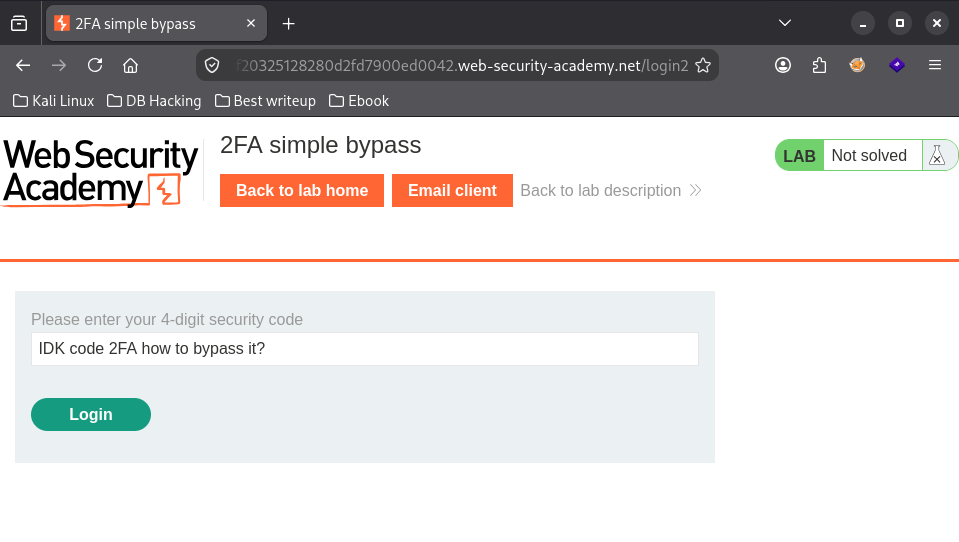 2FA simple bypass
f20325128280d2fd7900ed0042.web-security-academy.net/login2
Kali Linux DB Hacking Best writeup Ebook
WebSecurity
Academy
2FA simple bypass
Back to lab home Email client Back to lab description
LAB Not solved
Please enter your 4-digit security code
IDK code 2FA how to bypass it?
Login